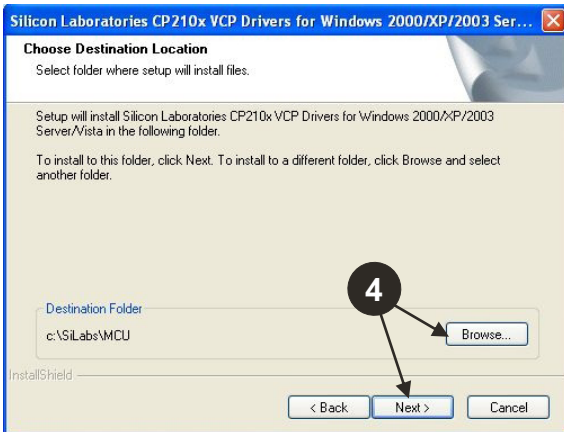 Silicon Laboratories CP210x VCP Drivers for Windows 2000/XP/2003 Ser...
Choose Destination Location
Select folder where setup will install files.
Setup will install Silicon Laboratories CP210x VCP Drivers for Windows 2000/XP/2003
Server/Vista in the following folder.
To install to this folder, click Next. To install to a different folder, click Browse and select
another folder.
4
Destination Folder
c:\SiLabs\MCU
Browse...
InstallShield
< Back
Next >
Cancel